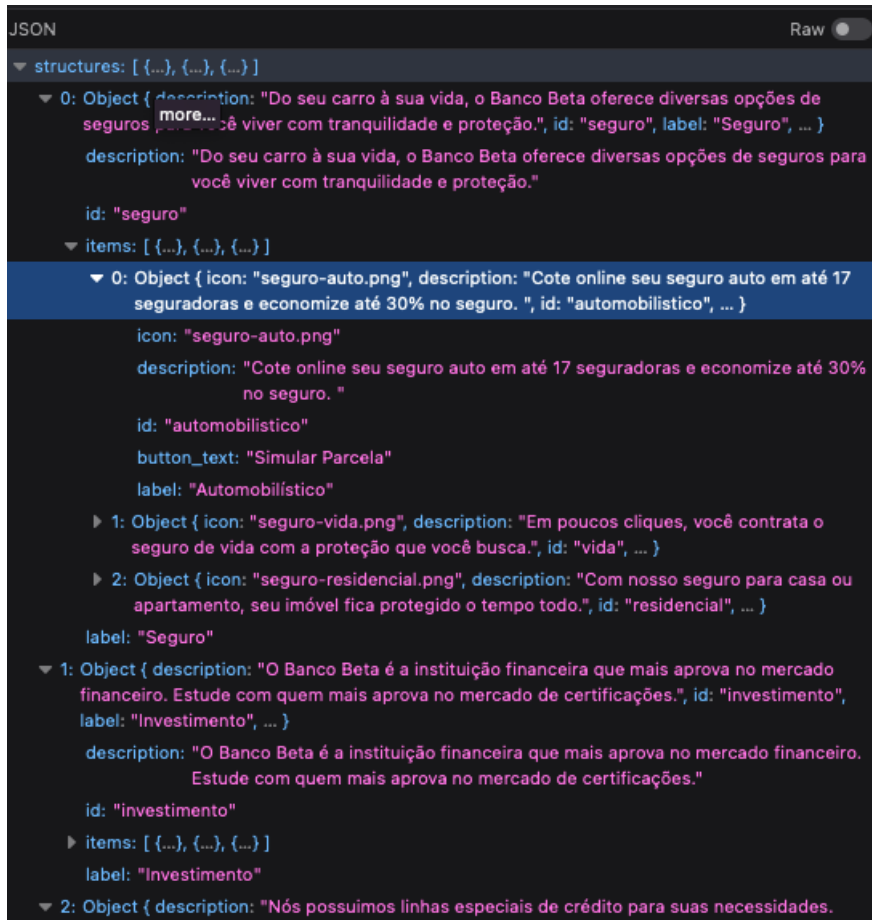 JSON Raw
structures: [ {…}, {…}, {…} ]
0: Object { description: "Do seu carro à sua vida, o Banco Beta oferece diversas opções de
more...
seguros você viver com tranquilidade e proteção.", id: "seguro", label: "Seguro", … }
description: "Do seu carro à sua vida, o Banco Beta oferece diversas opções de seguros para
você viver com tranquilidade e proteção."
id: "seguro"
items: [ {…}, {…}, {…} ]
0: Object { icon: "seguro-auto.png", description: "Cote online seu seguro auto em até 17
seguradoras e economize até 30% no seguro. ", id: "automobilistico", … }
icon: "seguro-auto.png"
description: "Cote online seu seguro auto em até 17 seguradoras e economize até 30%
no seguro. "
id: "automobilistico"
button_text: "Simular Parcela"
label: "Automobilístico"
1: Object { icon: "seguro-vida.png", description: "Em poucos cliques, você contrata o
seguro de vida com a proteção que você busca.", id: "vida", … }
2: Object { icon: "seguro-residencial.png", description: "Com nosso seguro para casa ou
apartamento, seu imóvel fica protegido o tempo todo.", id: "residencial", … }
label: "Seguro"
1: Object { description: "O Banco Beta é a instituição financeira que mais aprova no mercado
financeiro. Estude com quem mais aprova no mercado de certificações.", id: "investimento",
label: "Investimento", … }
description: "O Banco Beta é a instituição financeira que mais aprova no mercado financeiro.
Estude com quem mais aprova no mercado de certificações."
id: "investimento"
items: [ {…}, {…}, {…} ]
label: "Investimento"
2: Object { description: "Nós possuimos linhas especiais de crédito para suas necessidades.